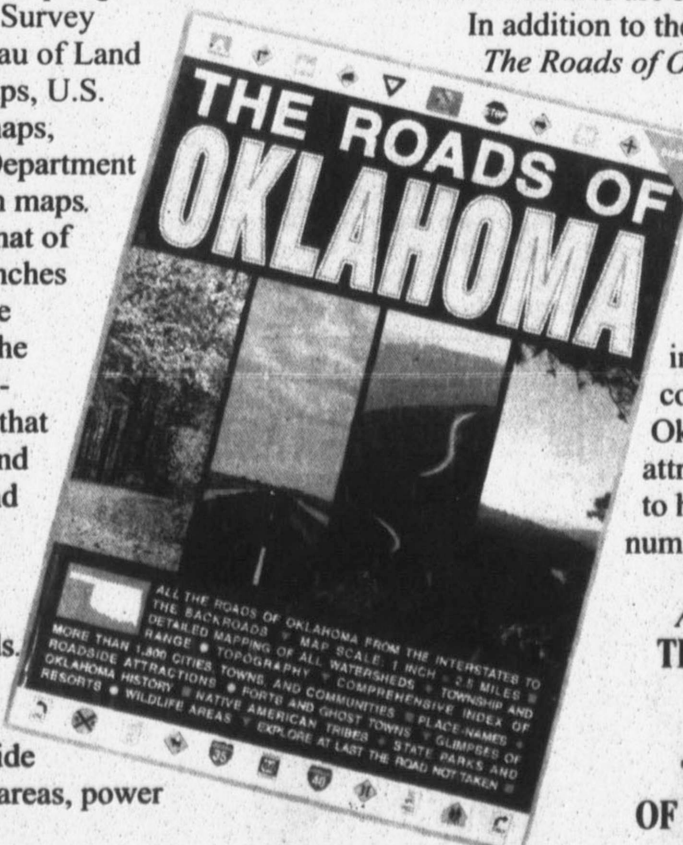 Survey
au of Land
ps, U.S.
aps,
Department
n maps.
nat of
nches
e
he
-
that
nd
d
s.
ide
areas, power
In addition to the
The Roads of O
THE ROADS OF
OKLAHOMA
ALL THE ROADS OF OKLAHOMA FROM THE INTERSTATES TO
THE BACKROADS MAP SCALE: 1 INCH = 2.5 MILES
DETAILED MAPPING OF ALL WATERSHEDS TOWNSHIP AND
RANGE TOPOGRAPHY COMPREHENSIVE INDEX OF
MORE THAN 1,800 CITIES, TOWNS, AND COMMUNITIES PLACE-NAMES
ROADSIDE ATTRACTIONS FORTS AND GHOST TOWNS GLIMPSES OF
OKLAHOMA HISTORY NATIVE AMERICAN TRIBES STATE PARKS AND
RESORTS WILDLIFE AREAS EXPLORE AT LAST THE ROAD NOT TAKEN
STOP
35
40
in
co
Ok
attr
to h
num
A
TH
OF